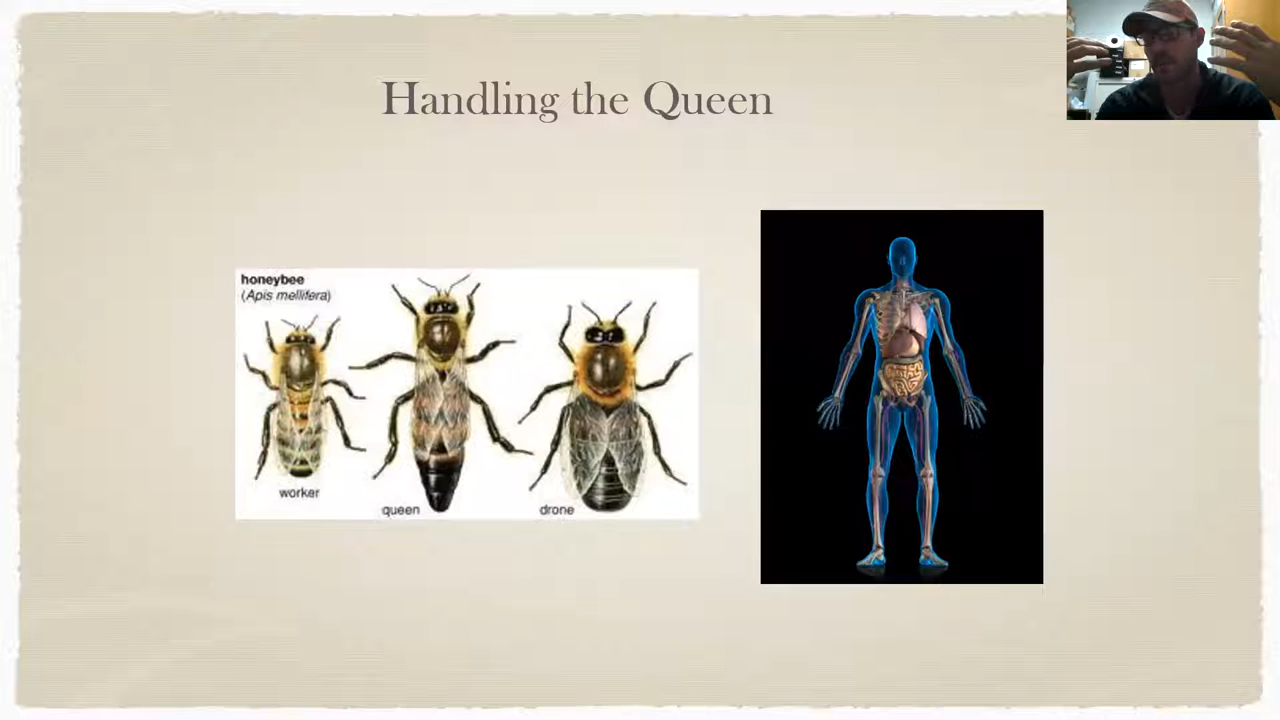 Handling the Queen
honeybee
(Apis mellifera)
worker
queen
drone